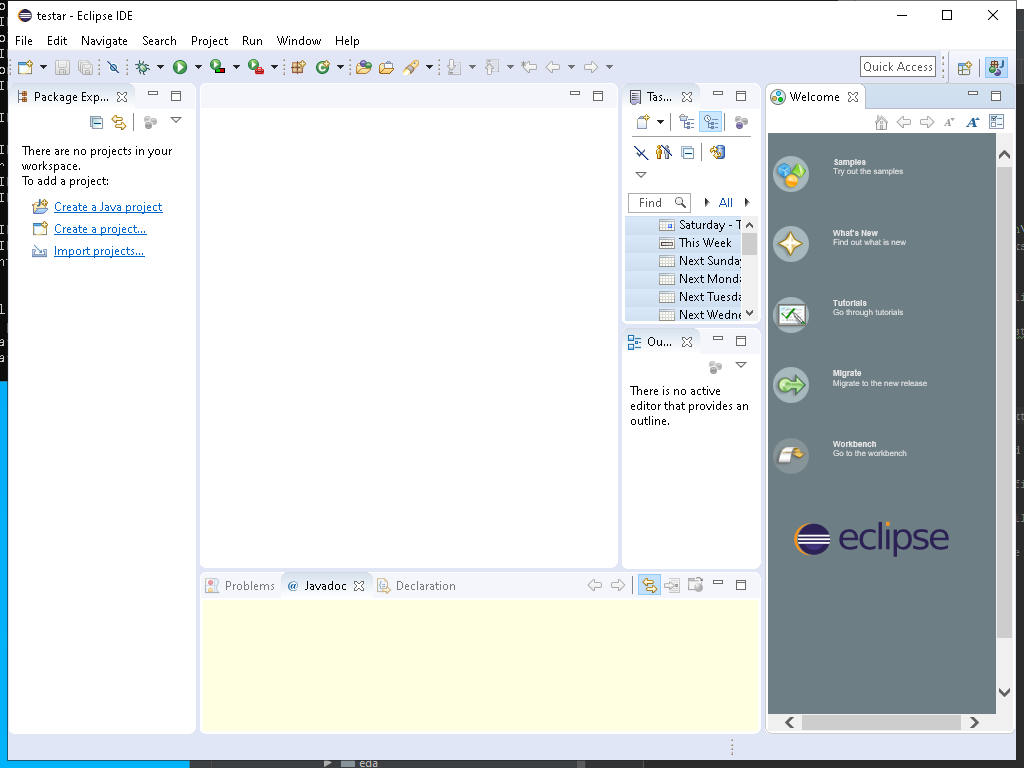 testar - Eclipse IDE
File Edit Navigate Search Project Run Window Help
Quick Access
Package Exp...
There are no projects in your
workspace.
To add a project:
Create a Java project
Create a project...
Import projects...
Tas...
Find
All
Saturday - T
This Week
Next Sunday
Next Monda
Next Tuesda
Next Wedne
Ou...
There is no active
editor that provides an
outline.
Problems
@ Javadoc
Declaration
Welcome
Samples
Try out the samples
What's New
Find out what is new
Tutorials
Go through tutorials
Migrate
Migrate to the new release
Workbench
Go to the workbench
eclipse
eda